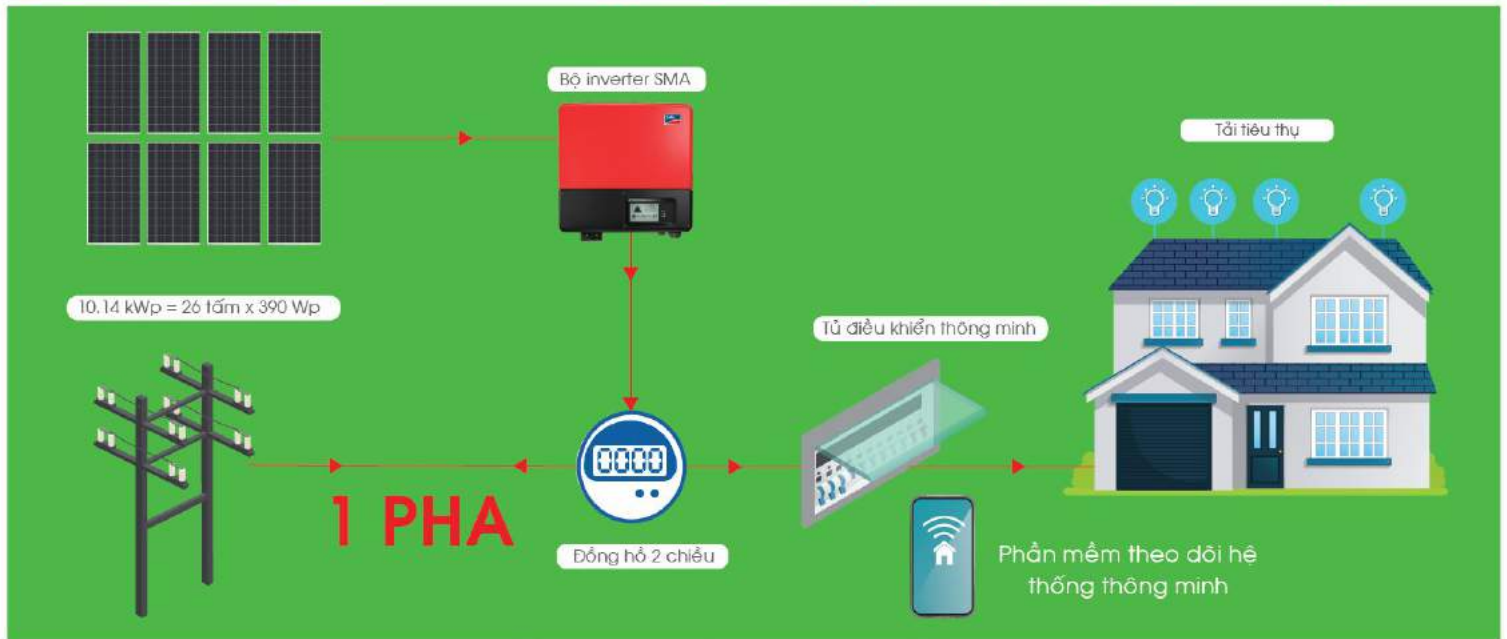 Bộ inverter SMA
Tải tiêu thụ
10.14 kWp = 26 tấm x 390 Wp
Tủ điều khiển thông minh
0000
1 PHA
Đồng hồ 2 chiều
Phần mềm theo dõi hệ
thống thông minh